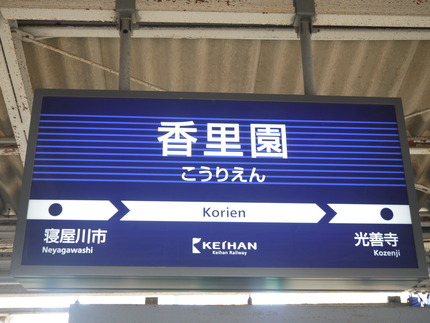 香里園
こうりえん
Korien
寝屋川市
Neyagawashi
光善寺
Kozenji
KEIHAN
Keihan Railway